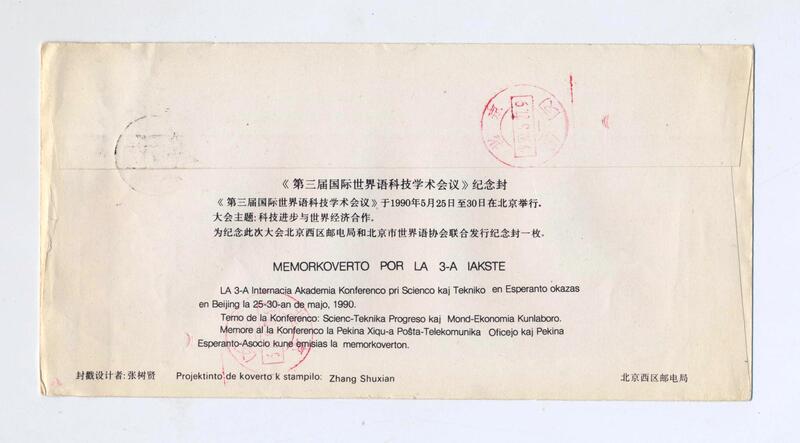 《第三届国际世界语科技学术会议》纪念封
《第三届国际世界语科技学术会议》于1990年5月25日至30日在北京举行。
大会主题:科技进步与世界经济合作。
为纪念此次大会北京西区邮电局和北京市世界语协会联合发行纪念封一枚。
MEMORKOVERTO POR LA 3-A IAKSTE
LA 3-A Internacia Akademia Konferenco pri Scienco kaj Tekniko en Esperanto okazas
en Beijing la 25-30-an de majo, 1990.
Temo de la Konferenco: Scienc-Teknika Progreso kaj Mond-Ekonomia Kunlaboro.
Memore al la Konferenco la Pekina Xiqu-a Poŝta-Telekomunika Oficejo kaj Pekina
Esperanto-Asocio kune emisias la memorkoverton.
封戳设计者:张树贤 Projektinto de koverto k stampilo: Zhang Shuxian 北京西区邮电局